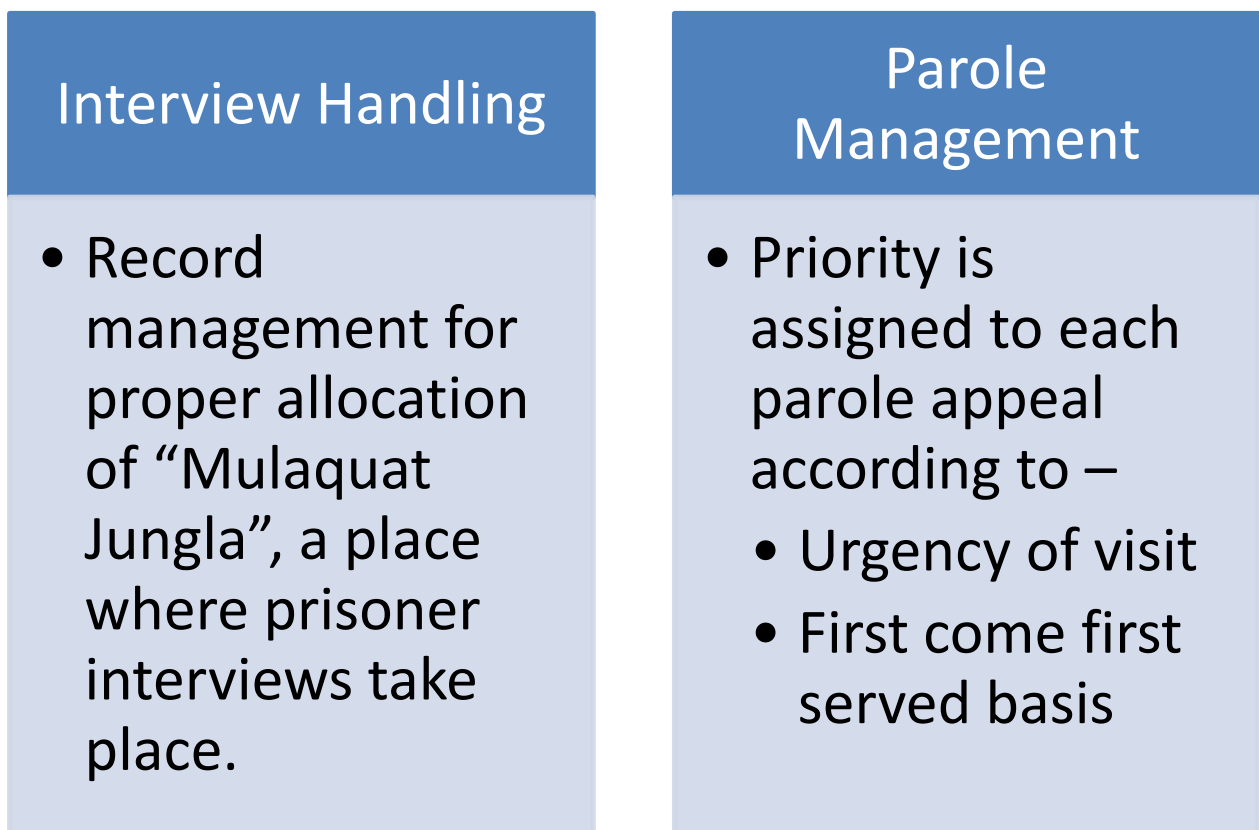 Interview Handling
• Record
management for
proper allocation
of “Mulaquat
Jungla”, a place
where prisoner
interviews take
place.
Parole
Management
• Priority is
assigned to each
parole appeal
according to –
• Urgency of visit
• First come first
served basis